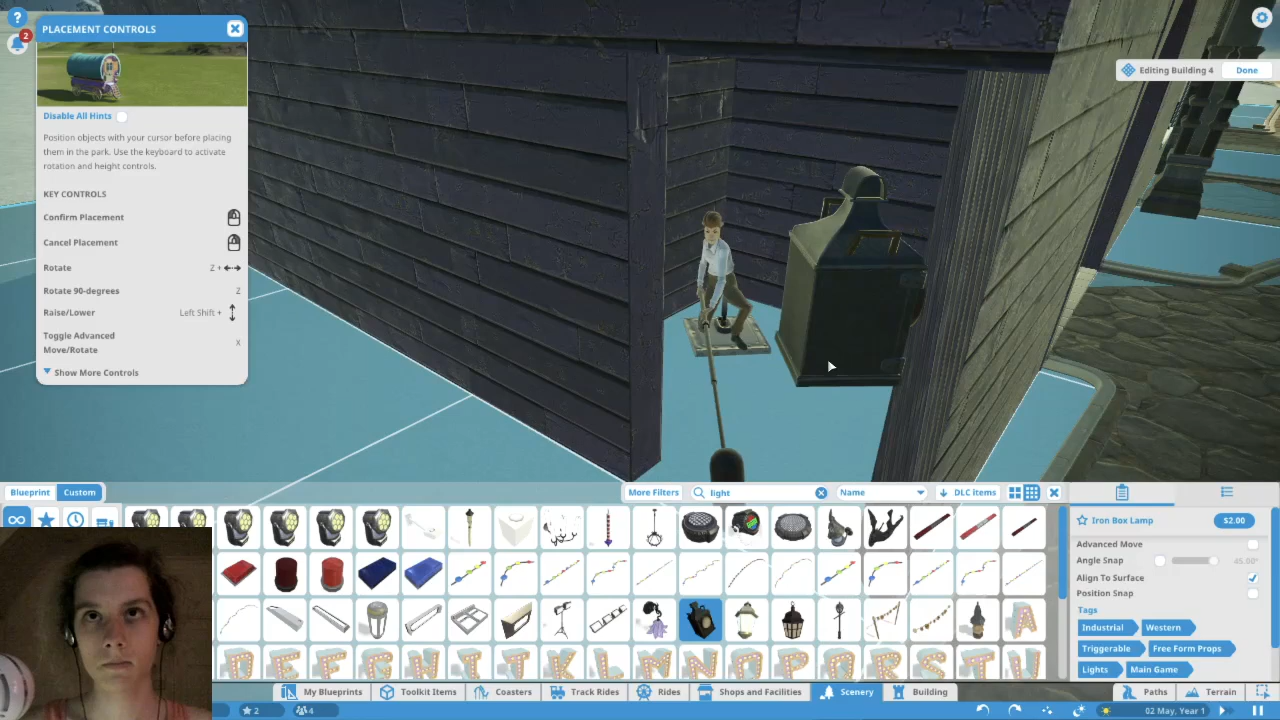 ?
2
PLACEMENT CONTROLS
Disable All Hints
Position objects with your cursor before placing
them in the park. Use the keyboard to activate
rotation and height controls.
KEY CONTROLS
Confirm Placement
Cancel Placement
Rotate Z +
Rotate 90-degrees Z
Raise/Lower Left Shift +
Toggle Advanced
Move/Rotate X
Show More Controls
Editing Building 4 Done
Blueprint Custom
More Filters light Name DLC items
Iron Box Lamp $2.00
Advanced Move
Angle Snap 45.00°
Align To Surface
Position Snap
Tags
Industrial Western
Triggerable Free Form Props
Lights Main Game
A
D E F E I T K L M N O P Q R S T U
My Blueprints Toolkit Items Coasters Track Rides Rides Shops and Facilities Scenery Building Paths Terrain
2 4 02 May, Year 1